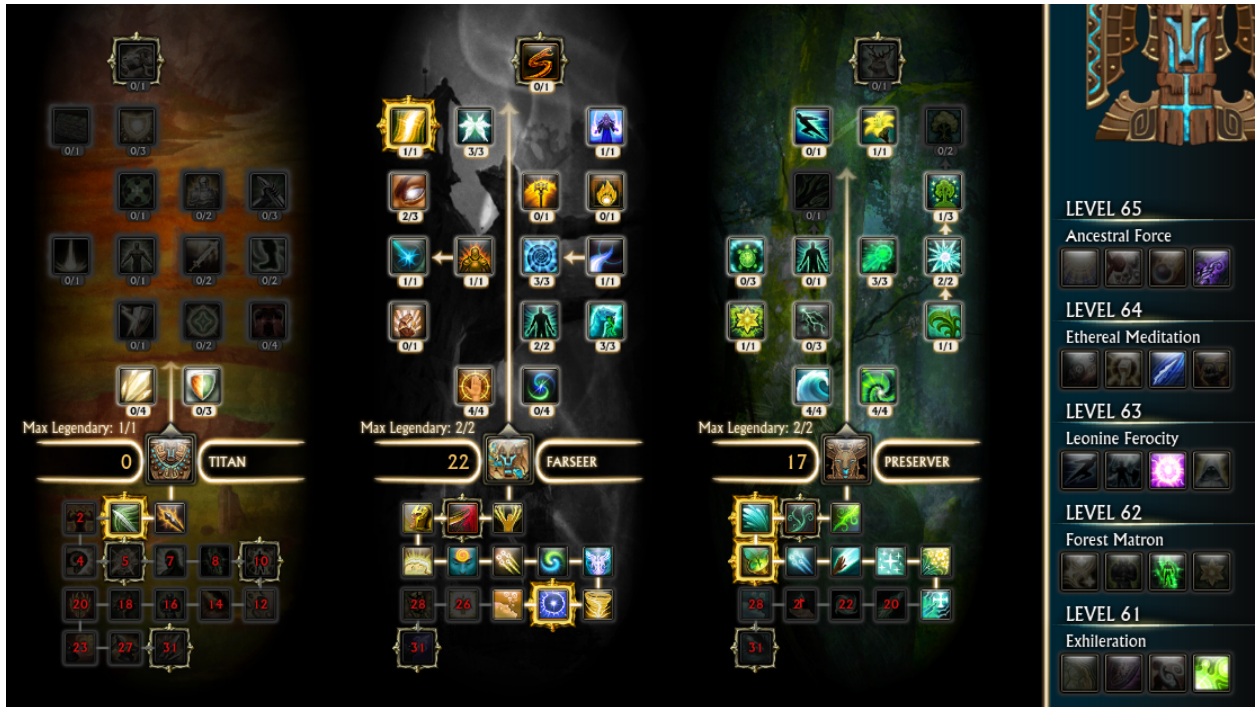 0/1
0/1
0/1
1/1
3/3
1/1
0/1
1/1
0/2
0/1
0/3
2/3
0/1
0/1
0/1
1/3
0/1
0/2
0/3
1/1
1/1
3/3
1/1
0/3
0/1
3/3
2/2
0/1
0/1
0/2
0/2
0/1
2/2
3/3
1/1
0/3
1/1
0/1
0/2
0/4
0/4
0/3
4/4
0/4
4/4
4/4
Max Legendary: 1/1
Max Legendary: 2/2
Max Legendary: 2/2
0 TITAN
22 FARSEER
17 PRESERVER
2
4 5 7 8 10
20 18 16 14 12
28 26
28 22 20
23 27 31
31
31
LEVEL 65
Ancestral Force
LEVEL 64
Ethereal Meditation
LEVEL 63
Leonine Ferocity
LEVEL 62
Forest Matron
LEVEL 61
Exhileration